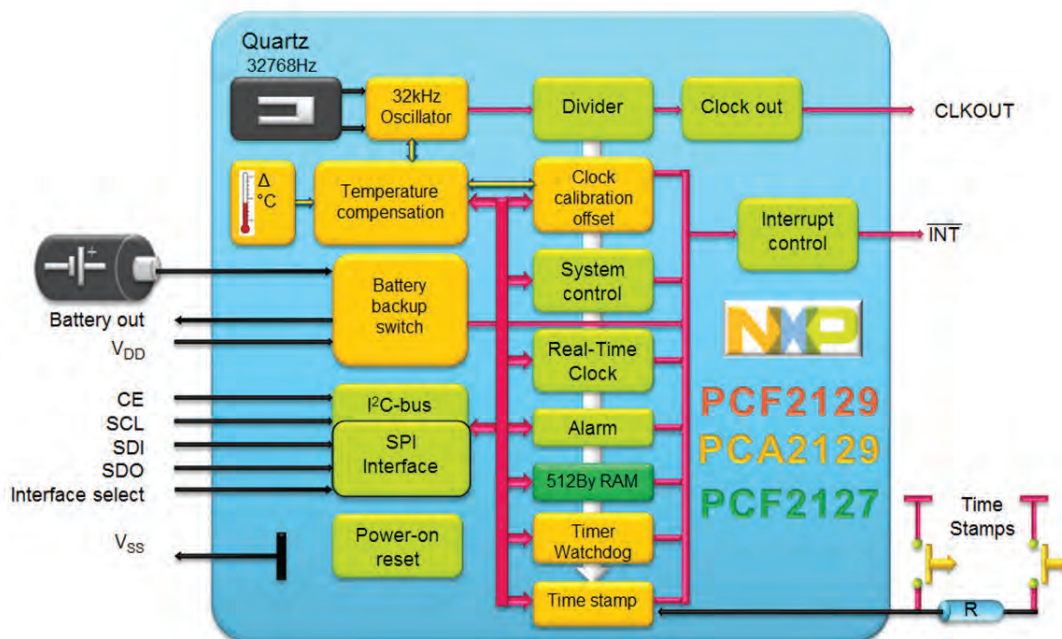 Quartz
32768Hz
32kHz
Oscillator
Divider
Clock out
CLKOUT
Δ
°C
Temperature
compensation
Clock
calibration
offset
Interrupt
control
INT
+
Battery
backup
switch
System
control
NXP
Battery out
V_DD
Real-Time
Clock
PCF2129
PCA2129
PCF2127
CE
SCL
SDI
SDO
Interface select
I²C-bus
SPI
Interface
Alarm
512By RAM
Time
Stamps
V_SS
Power-on
reset
Timer
Watchdog
Time stamp
R